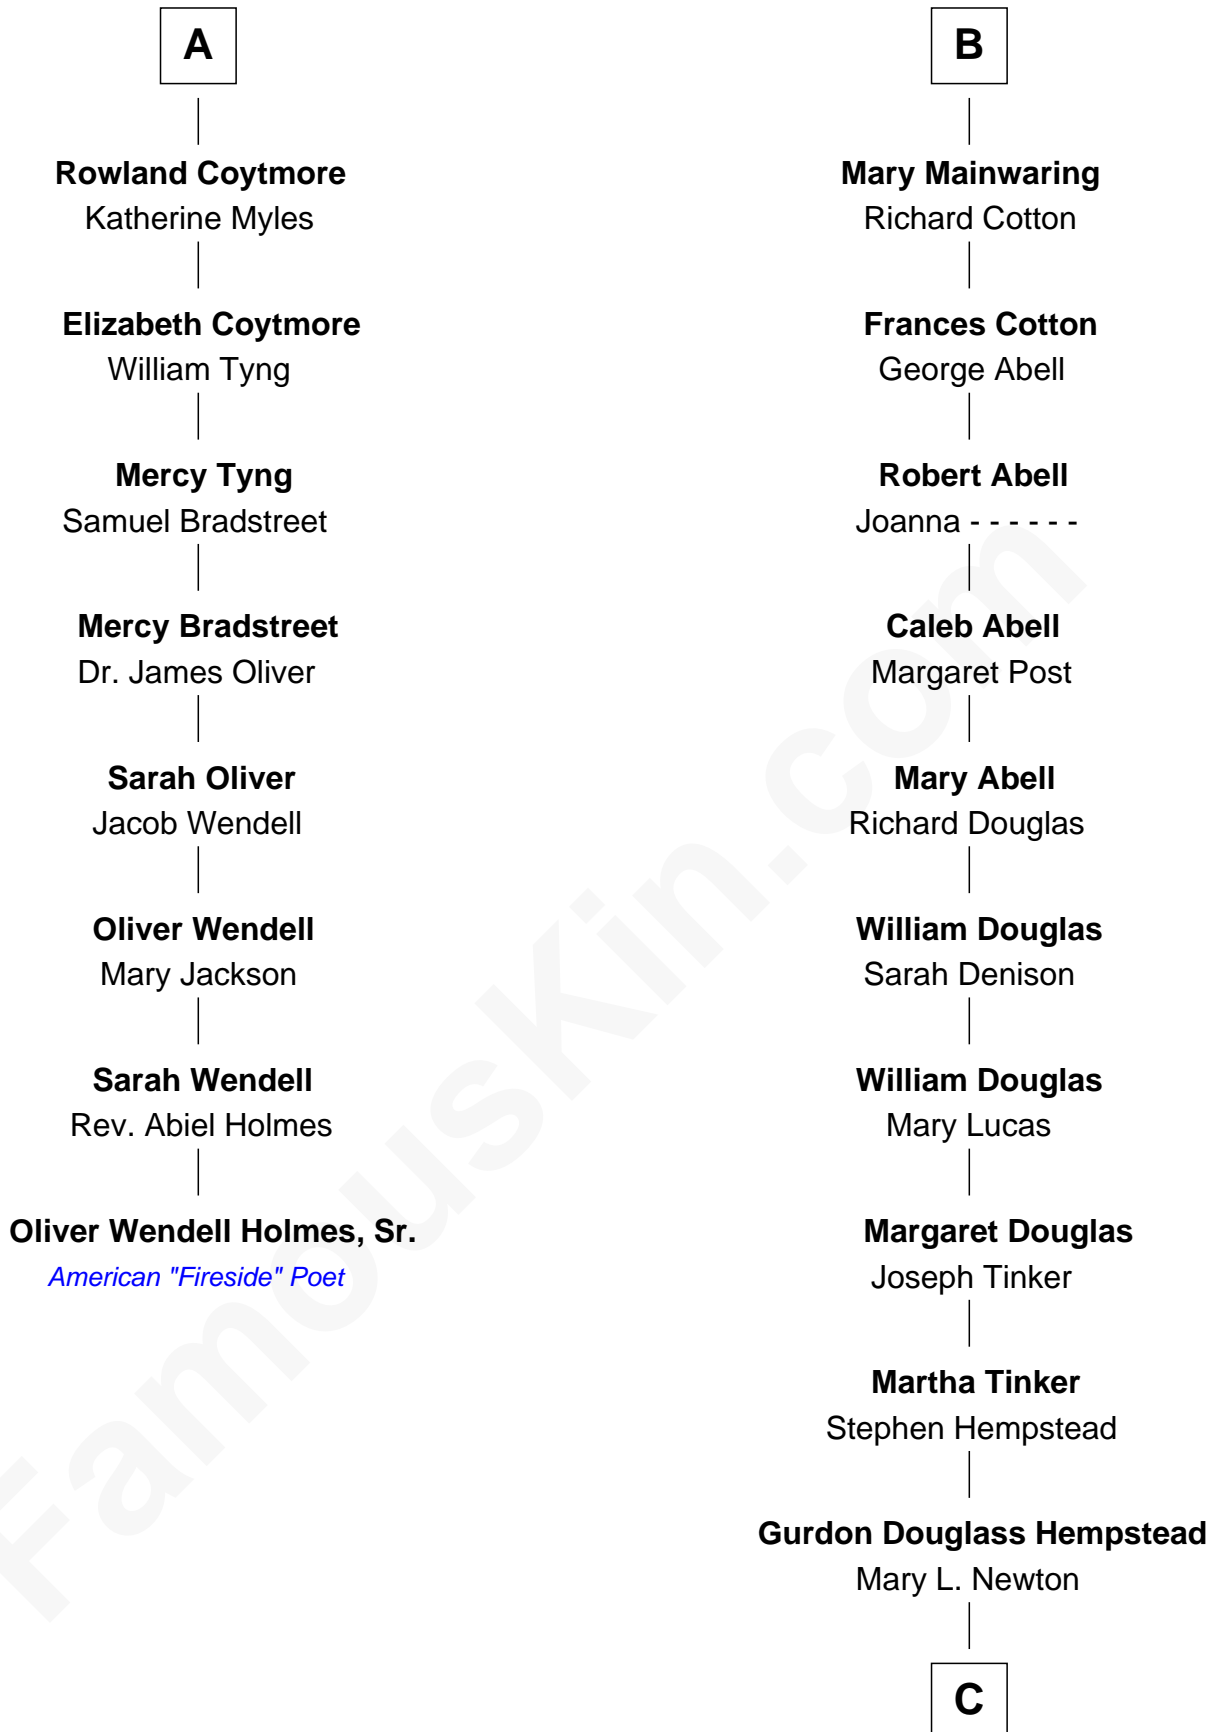 A
Rowland Coytmore
Katherine Myles
Elizabeth Coytmore
William Tyng
Mercy Tyng
Samuel Bradstreet
Mercy Bradstreet
Dr. James Oliver
Sarah Oliver
Jacob Wendell
Oliver Wendell
Mary Jackson
Sarah Wendell
Rev. Abiel Holmes
Oliver Wendell Holmes, Sr.
American "Fireside" Poet
B
Mary Mainwaring
Richard Cotton
Frances Cotton
George Abell
Robert Abell
Joanna - - - - - -
Caleb Abell
Margaret Post
Mary Abell
Richard Douglas
William Douglas
Sarah Denison
William Douglas
Mary Lucas
Margaret Douglas
Joseph Tinker
Martha Tinker
Stephen Hempstead
Gurdon Douglass Hempstead
Mary L. Newton
C
FamousKin.com